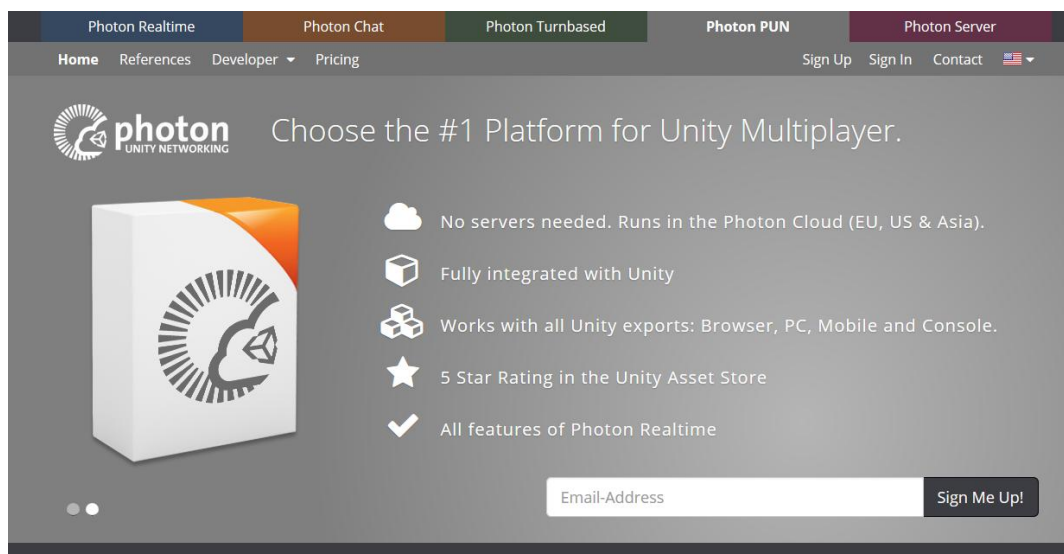 Photon Realtime Photon Chat Photon Turnbased Photon PUN Photon Server
Home References Developer Pricing Sign Up Sign In Contact
photon
UNITY NETWORKING
Choose the #1 Platform for Unity Multiplayer.
No servers needed. Runs in the Photon Cloud (EU, US & Asia).
Fully integrated with Unity
Works with all Unity exports: Browser, PC, Mobile and Console.
5 Star Rating in the Unity Asset Store
All features of Photon Realtime
Email-Address Sign Me Up!